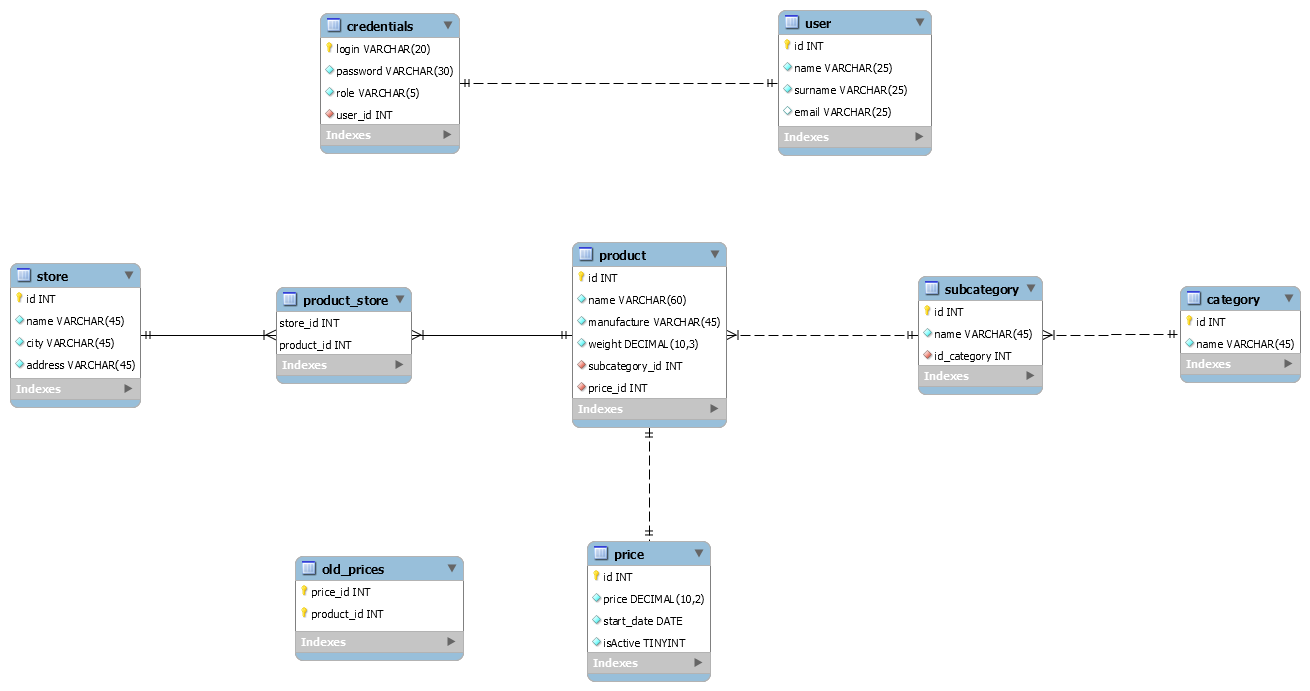 credentials
login VARCHAR(20)
password VARCHAR(30)
role VARCHAR(5)
user_id INT
Indexes
user
id INT
name VARCHAR(25)
surname VARCHAR(25)
email VARCHAR(25)
Indexes
store
id INT
name VARCHAR(45)
city VARCHAR(45)
address VARCHAR(45)
Indexes
product_store
store_id INT
product_id INT
Indexes
product
id INT
name VARCHAR(60)
manufacture VARCHAR(45)
weight DECIMAL(10,3)
subcategory_id INT
price_id INT
Indexes
subcategory
id INT
name VARCHAR(45)
id_category INT
Indexes
category
id INT
name VARCHAR(45)
Indexes
old_prices
price_id INT
product_id INT
Indexes
price
id INT
price DECIMAL(10,2)
start_date DATE
isActive TINYINT
Indexes